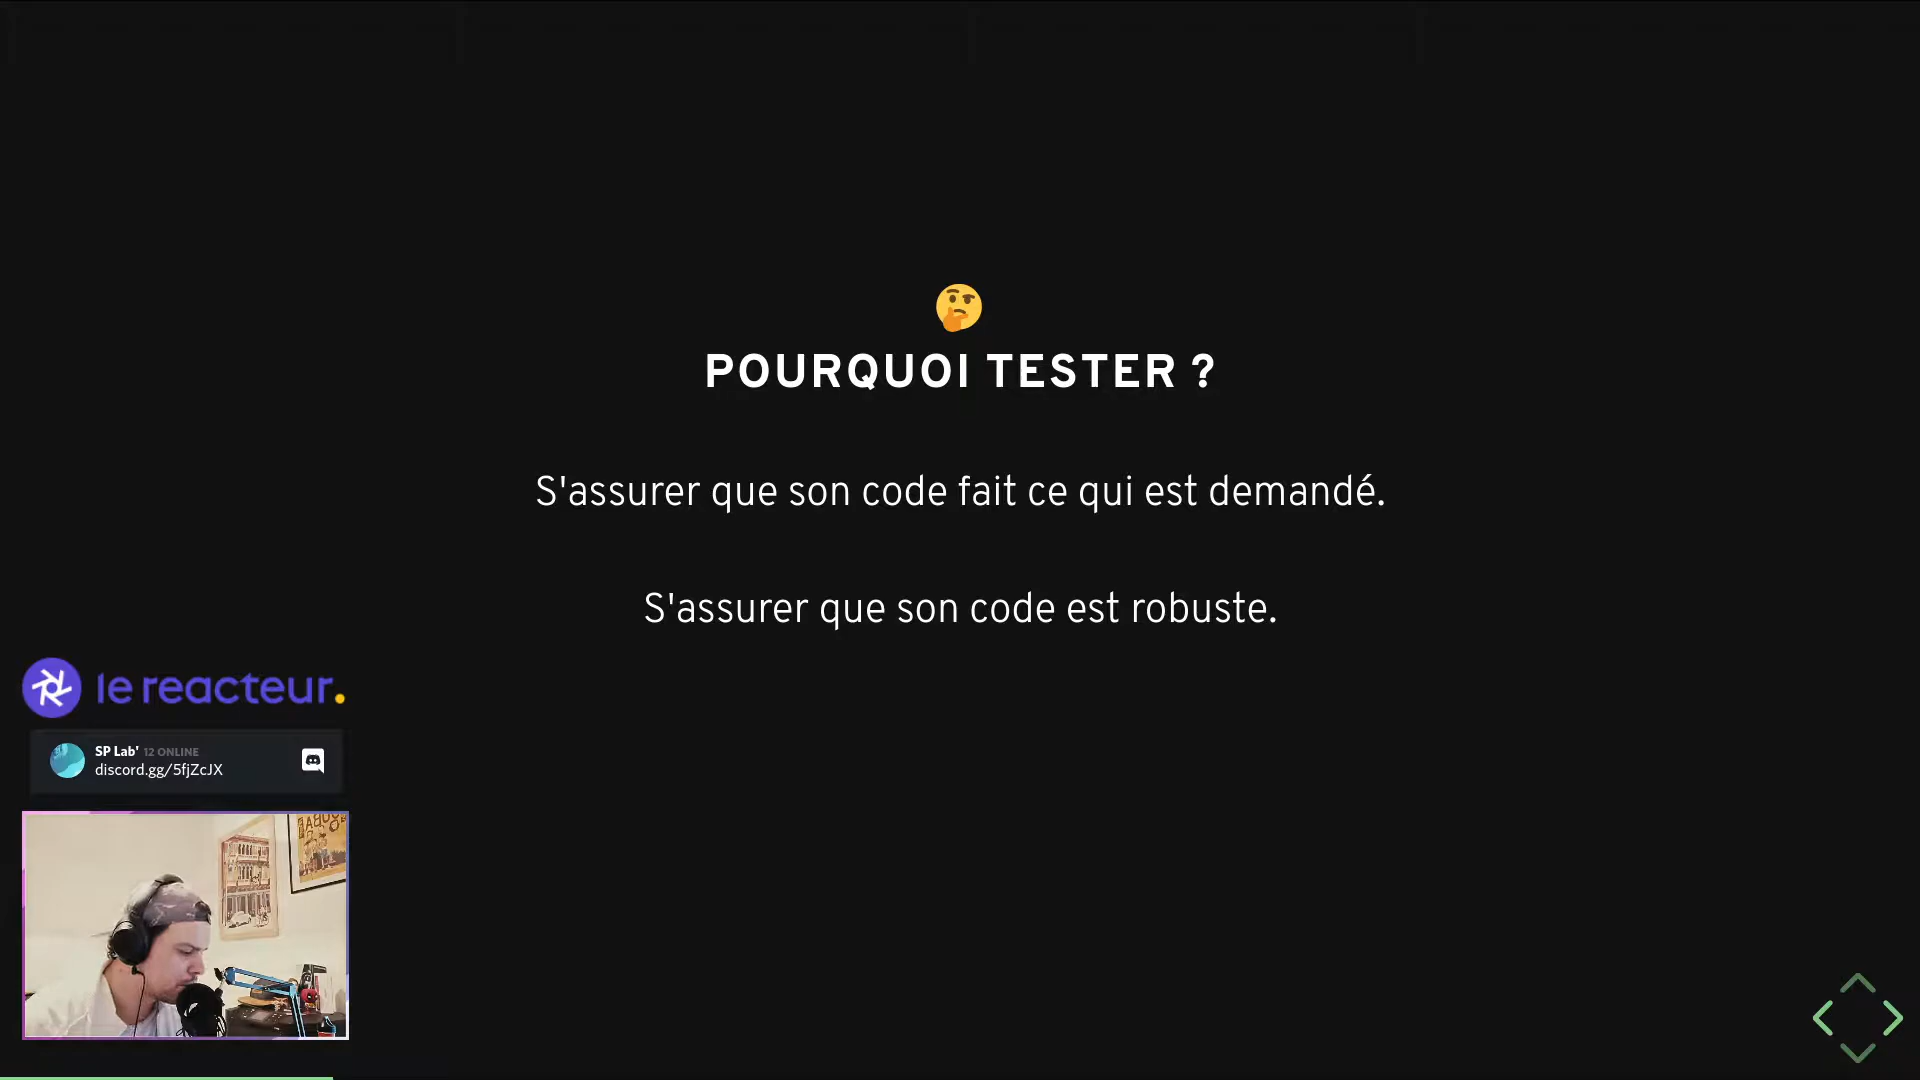 POURQUOI TESTER ?
S'assurer que son code fait ce qui est demandé.
S'assurer que son code est robuste.
le reacteur.
SP Lab' 12 ONLINE
discord.gg/5fjZcJX